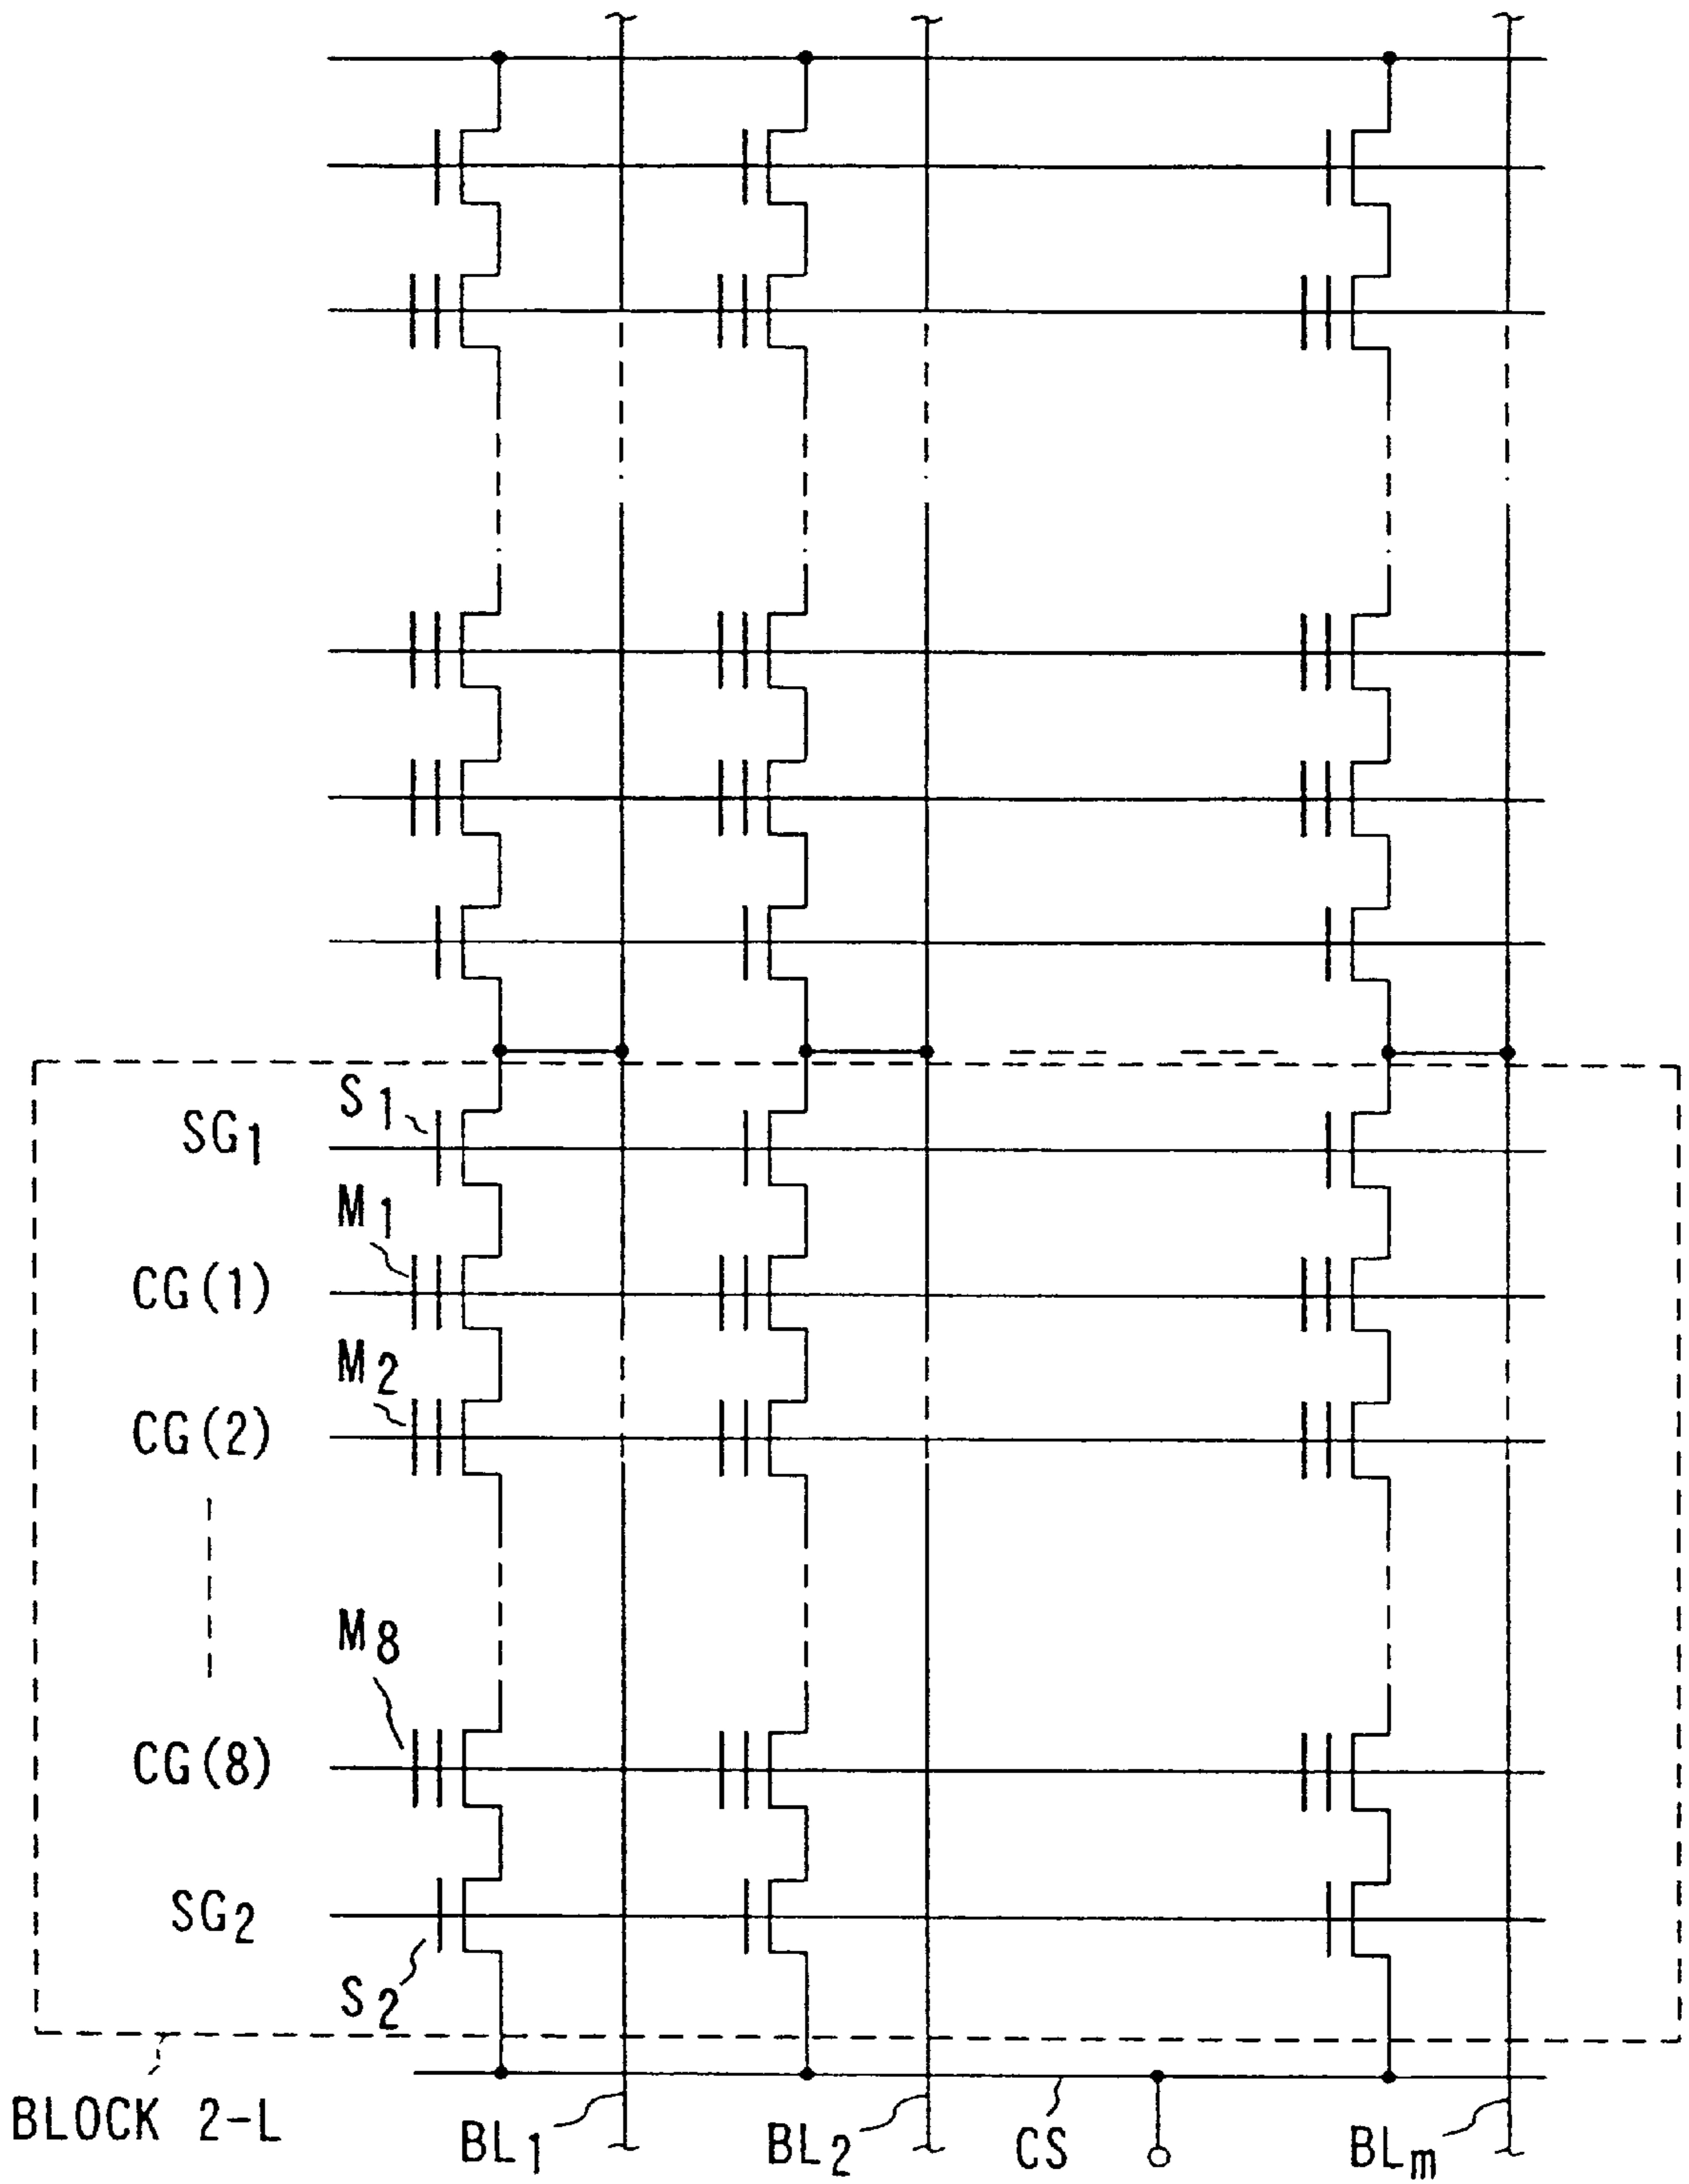 S1
SG1
M1
CG(1)
M2
CG(2)
M8
CG(8)
SG2
S2
BLOCK 2-L
BL1
BL2
CS
BLm